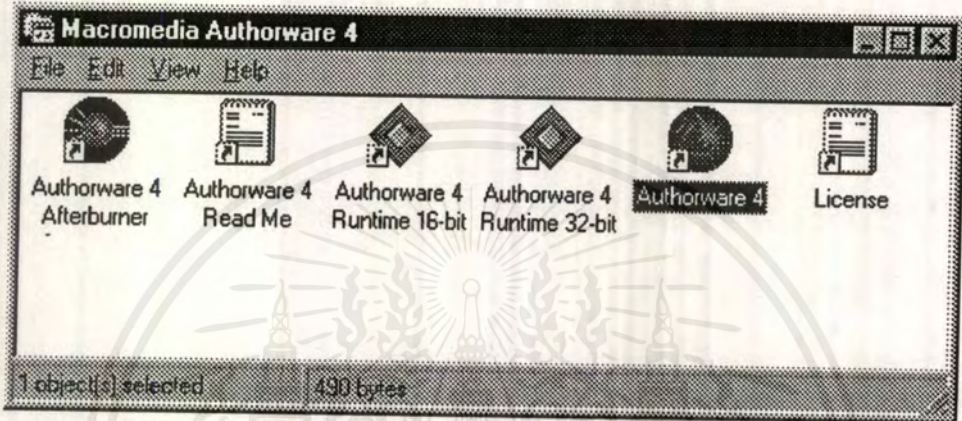 Macromedia Authorware 4
File Edit View Help
Authorware 4 Afterburner
Authorware 4 Read Me
Authorware 4 Runtime 16-bit
Authorware 4 Runtime 32-bit
Authorware 4
License
1 object(s) selected
490 bytes